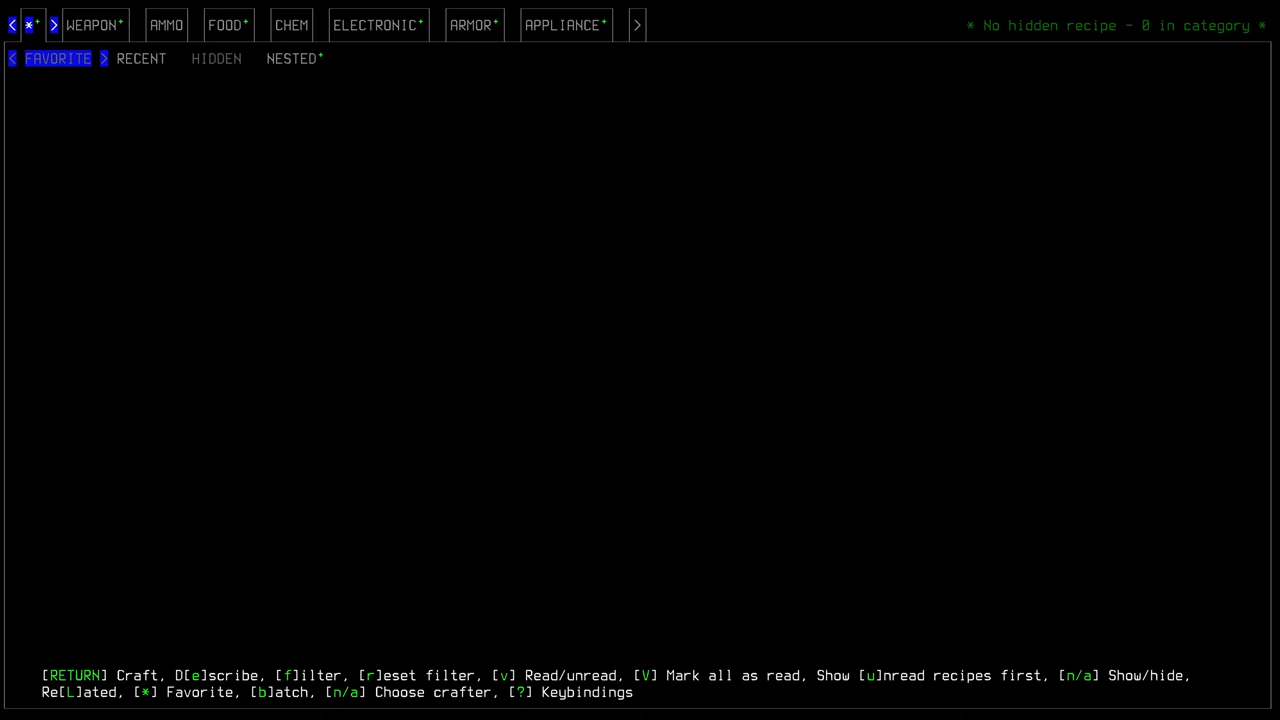 < *+ > WEAPON+ AMMO FOOD+ CHEM ELECTRONIC+ ARMOR+ APPLIANCE+ > * No hidden recipe - 0 in category *
< FAVORITE > RECENT HIDDEN NESTED+
[RETURN] Craft, D[e]scribe, [f]ilter, [r]eset filter, [v] Read/unread, [V] Mark all as read, Show [u]nread recipes first, [n/a] Show/hide,
Re[L]ated, [*] Favorite, [b]atch, [n/a] Choose crafter, [?] Keybindings